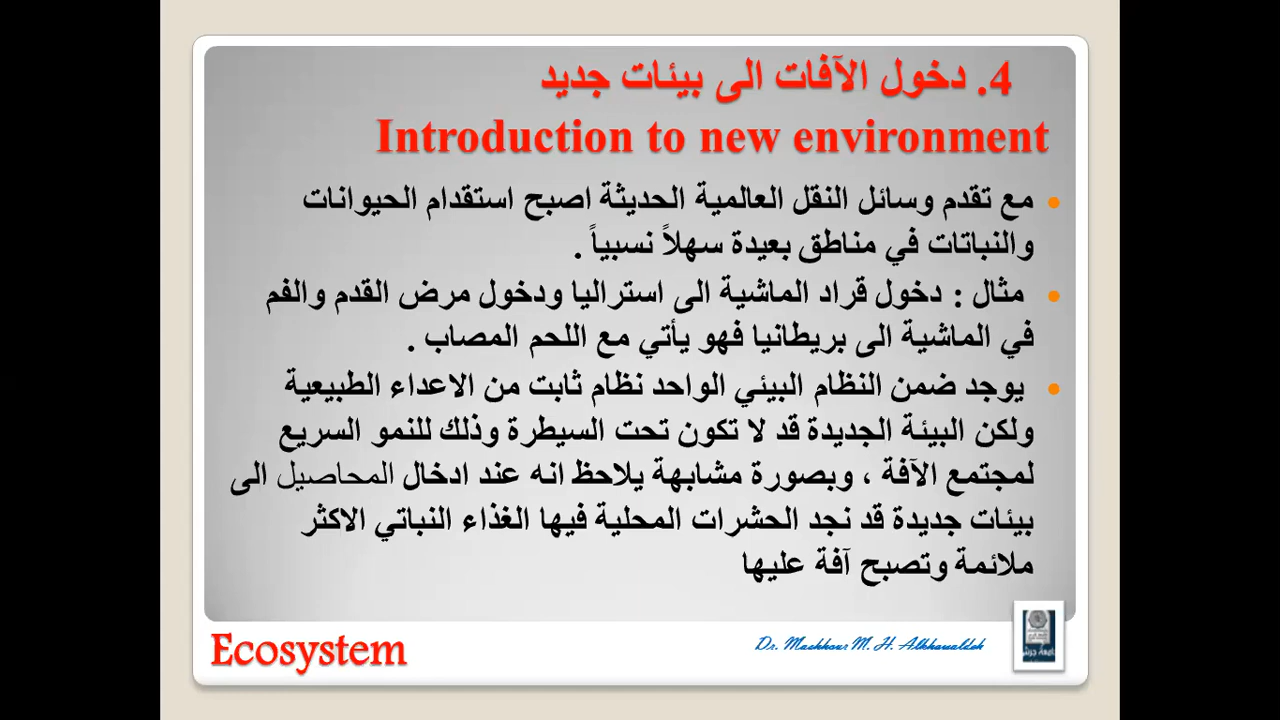 4. دخول الآفات الى بيئات جديد
Introduction to new environment
• مع تقدم وسائل النقل العالمية الحديثة اصبح استقدام الحيوانات
والنباتات في مناطق بعيدة سهلاً نسبياً .
• مثال : دخول قراد الماشية الى استراليا ودخول مرض القدم والفم
في الماشية الى بريطانيا فهو يأتي مع اللحم المصاب .
• يوجد ضمن النظام البيئي الواحد نظام ثابت من الاعداء الطبيعية
ولكن البيئة الجديدة قد لا تكون تحت السيطرة وذلك للنمو السريع
لمجتمع الآفة ، وبصورة مشابهة يلاحظ انه عند ادخال المحاصيل الى
بيئات جديدة قد نجد الحشرات المحلية فيها الغذاء النباتي الاكثر
ملائمة وتصبح آفة عليها
Ecosystem
Dr. Mashhour M. H. Alkhawaldeh